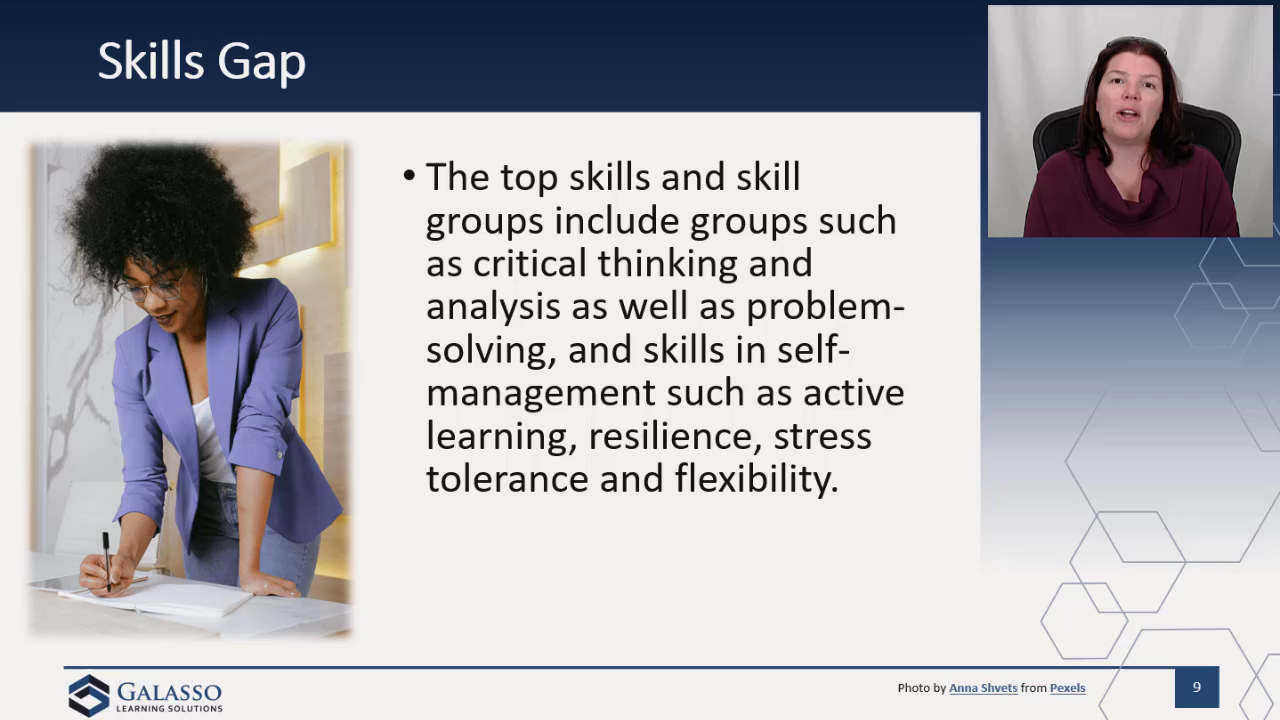 Skills Gap
• The top skills and skill
groups include groups such
as critical thinking and
analysis as well as problem-
solving, and skills in self-
management such as active
learning, resilience, stress
tolerance and flexibility.
GALASSO
LEARNING SOLUTIONS
Photo by Anna Shvets from Pexels
9